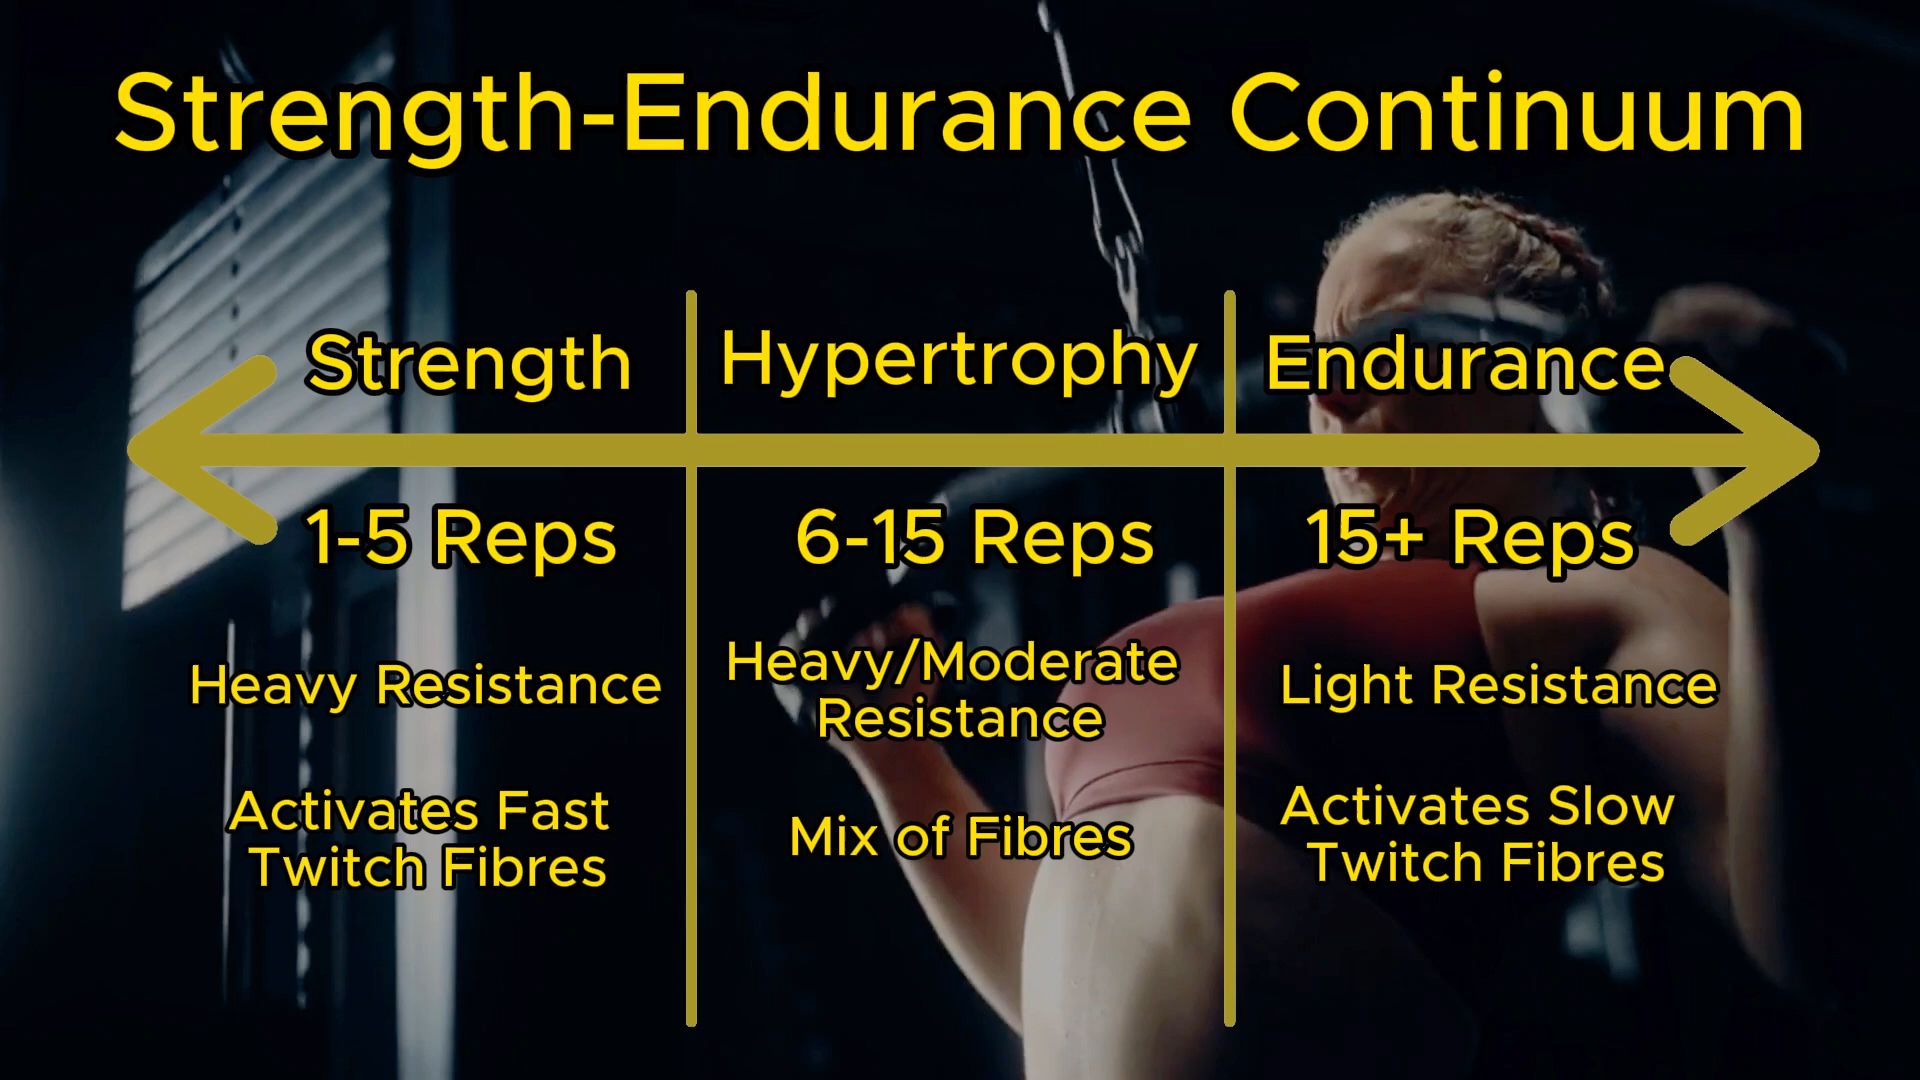 Strength-Endurance Continuum
Strength
Hypertrophy
Endurance
1-5 Reps
6-15 Reps
15+ Reps
Heavy Resistance
Heavy/Moderate
Resistance
Light Resistance
Activates Fast
Twitch Fibres
Mix of Fibres
Activates Slow
Twitch Fibres